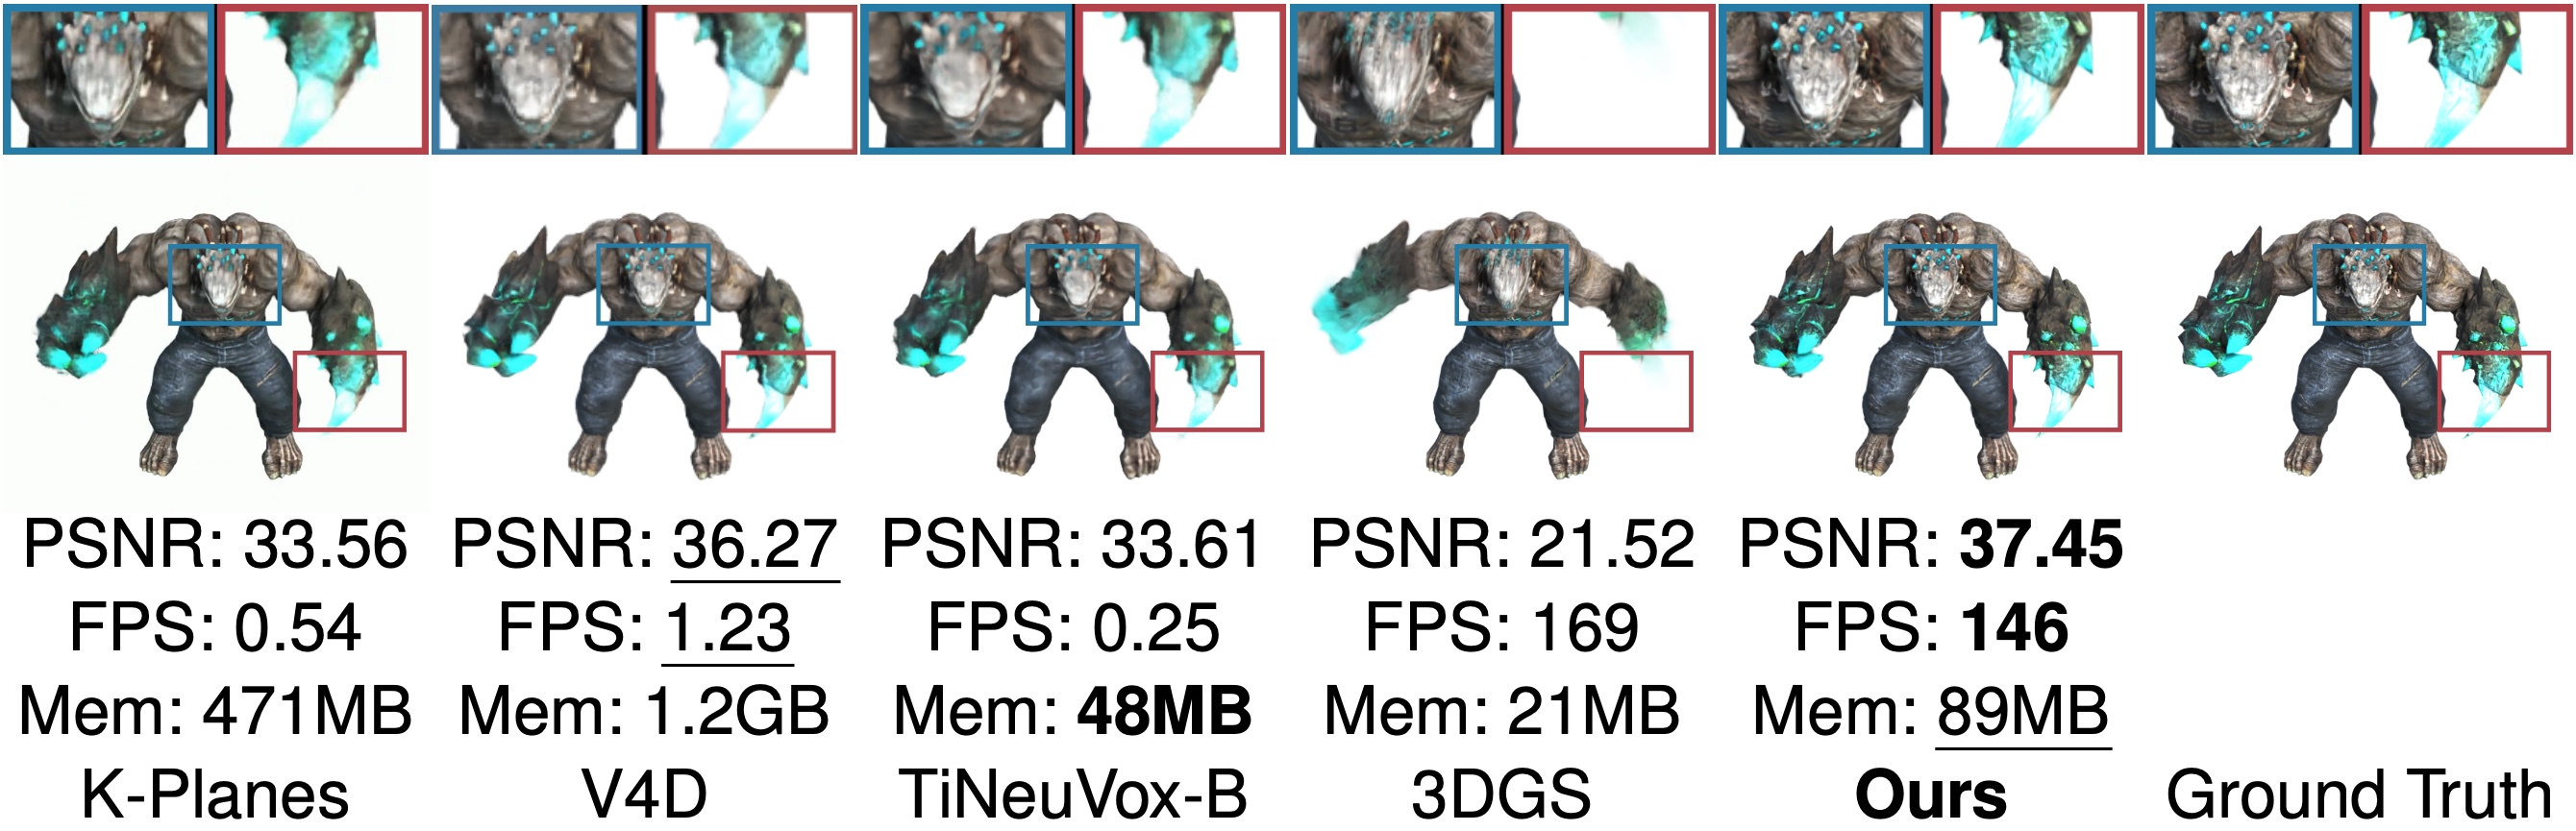 PSNR: 33.56 PSNR: 36.27 PSNR: 33.61 PSNR: 21.52 PSNR: 37.45
FPS: 0.54 FPS: 1.23 FPS: 0.25 FPS: 169 FPS: 146
Mem: 471MB Mem: 1.2GB Mem: 48MB Mem: 21MB Mem: 89MB
K-Planes V4D TiNeuVox-B 3DGS Ours Ground Truth